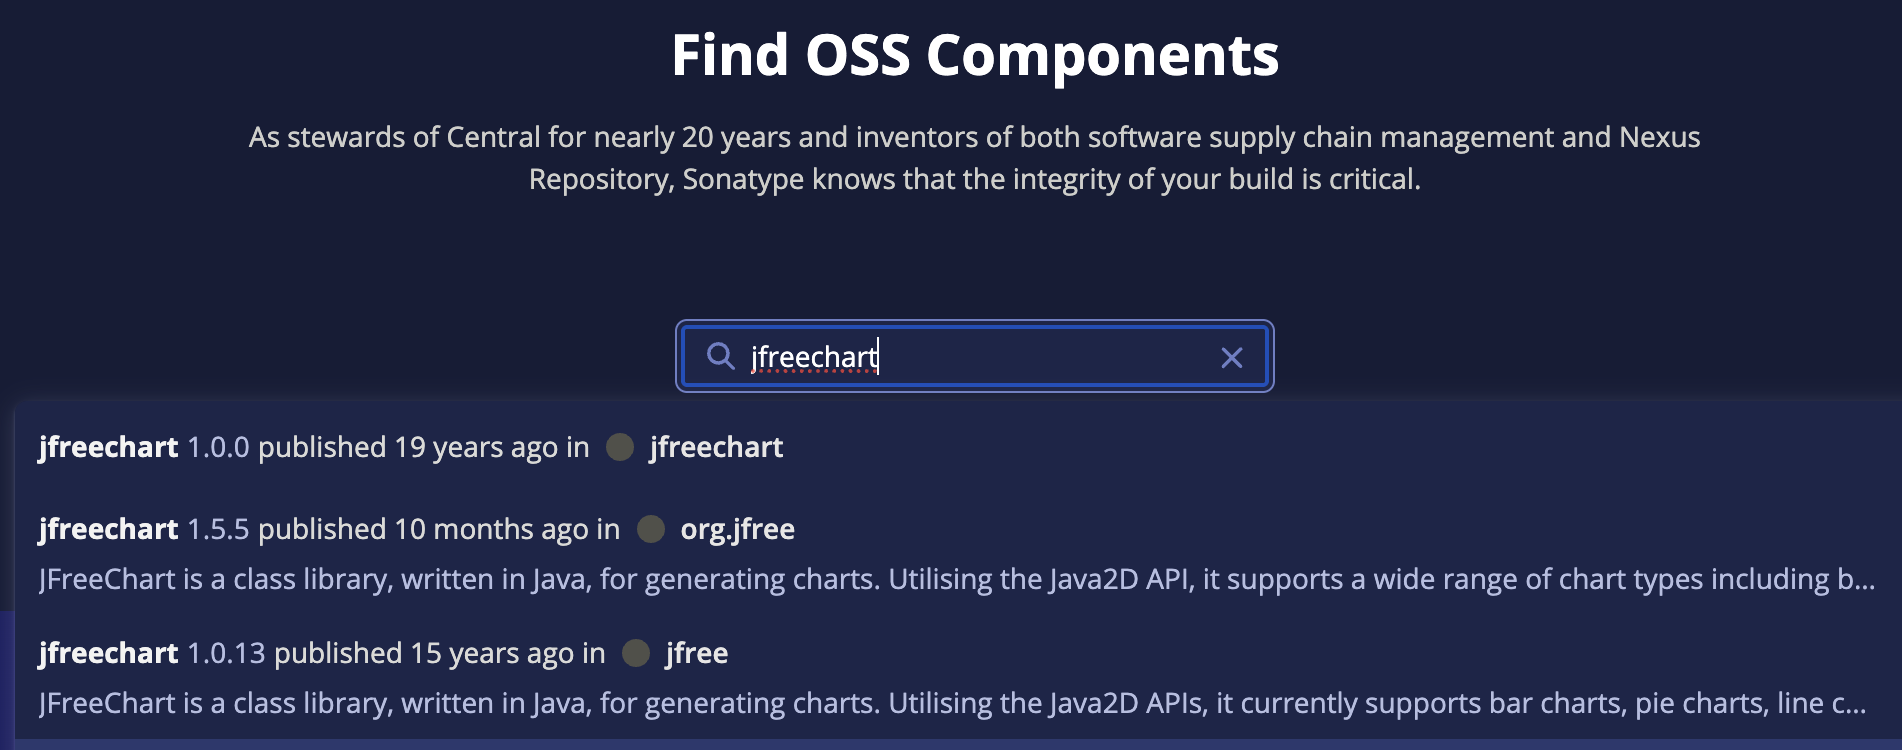 Find OSS Components
As stewards of Central for nearly 20 years and inventors of both software supply chain management and Nexus
Repository, Sonatype knows that the integrity of your build is critical.
jfreechart
jfreechart 1.0.0 published 19 years ago in jfreechart
jfreechart 1.5.5 published 10 months ago in org.jfree
JFreeChart is a class library, written in Java, for generating charts. Utilising the Java2D API, it supports a wide range of chart types including b...
jfreechart 1.0.13 published 15 years ago in jfree
JFreeChart is a class library, written in Java, for generating charts. Utilising the Java2D APIs, it currently supports bar charts, pie charts, line c...